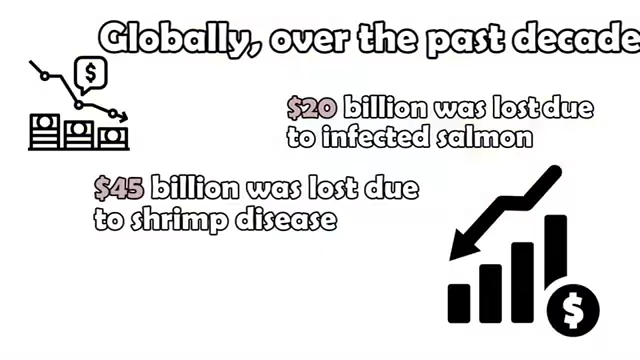 Globally, over the past decade
$
$20 billion was lost due
to infected salmon
$45 billion was lost due
to shrimp disease
$